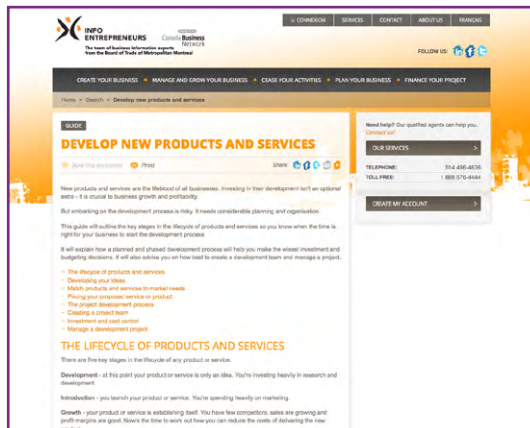 CONNEXION SERVICES CONTACT ABOUT US FRANÇAIS
INFO
ENTREPRENEURS
Canada Business
Network
The team of business information experts
from the Board of Trade of Metropolitan Montreal
FOLLOW US:
CREATE YOUR BUSINESS MANAGE AND GROW YOUR BUSINESS CEASE YOUR ACTIVITIES PLAN YOUR BUSINESS FINANCE YOUR PROJECT
Home > Search > Develop new products and services
GUIDE
DEVELOP NEW PRODUCTS AND SERVICES
Save this document Print Share:
New products and services are the lifeblood of all businesses. Investing in their development isn't an optional
extra - it is crucial to business growth and profitability.
But embarking on the development process is risky. It needs considerable planning and organisation.
This guide will outline the key stages in the lifecycle of products and services so you know when the time is
right for your business to start the development process.
It will explain how a planned and phased development process will help you make the wisest investment and
budgeting decisions. It will also advise you on how best to create a development team and manage a project.
- The lifecycle of products and services
- Developing your ideas
- Match products and services to market needs
- Pricing your proposed service or product
- The project development process
- Creating a project team
- Investment and cost control
- Manage a development project
THE LIFECYCLE OF PRODUCTS AND SERVICES
There are five key stages in the lifecycle of any product or service.
Development - at this point your product or service is only an idea. You're investing heavily in research and
development.
Introduction - you launch your product or service. You're spending heavily on marketing.
Growth - your product or service is establishing itself. You have few competitors, sales are growing and
profit margins are good. Now's the time to work out how you can reduce the costs of delivering the new
Need help? Our qualified agents can help you.
Contact us!
OUR SERVICES >
TELEPHONE: 514 496-4636
TOLL FREE: 1 888 576-4444
CREATE MY ACCOUNT >